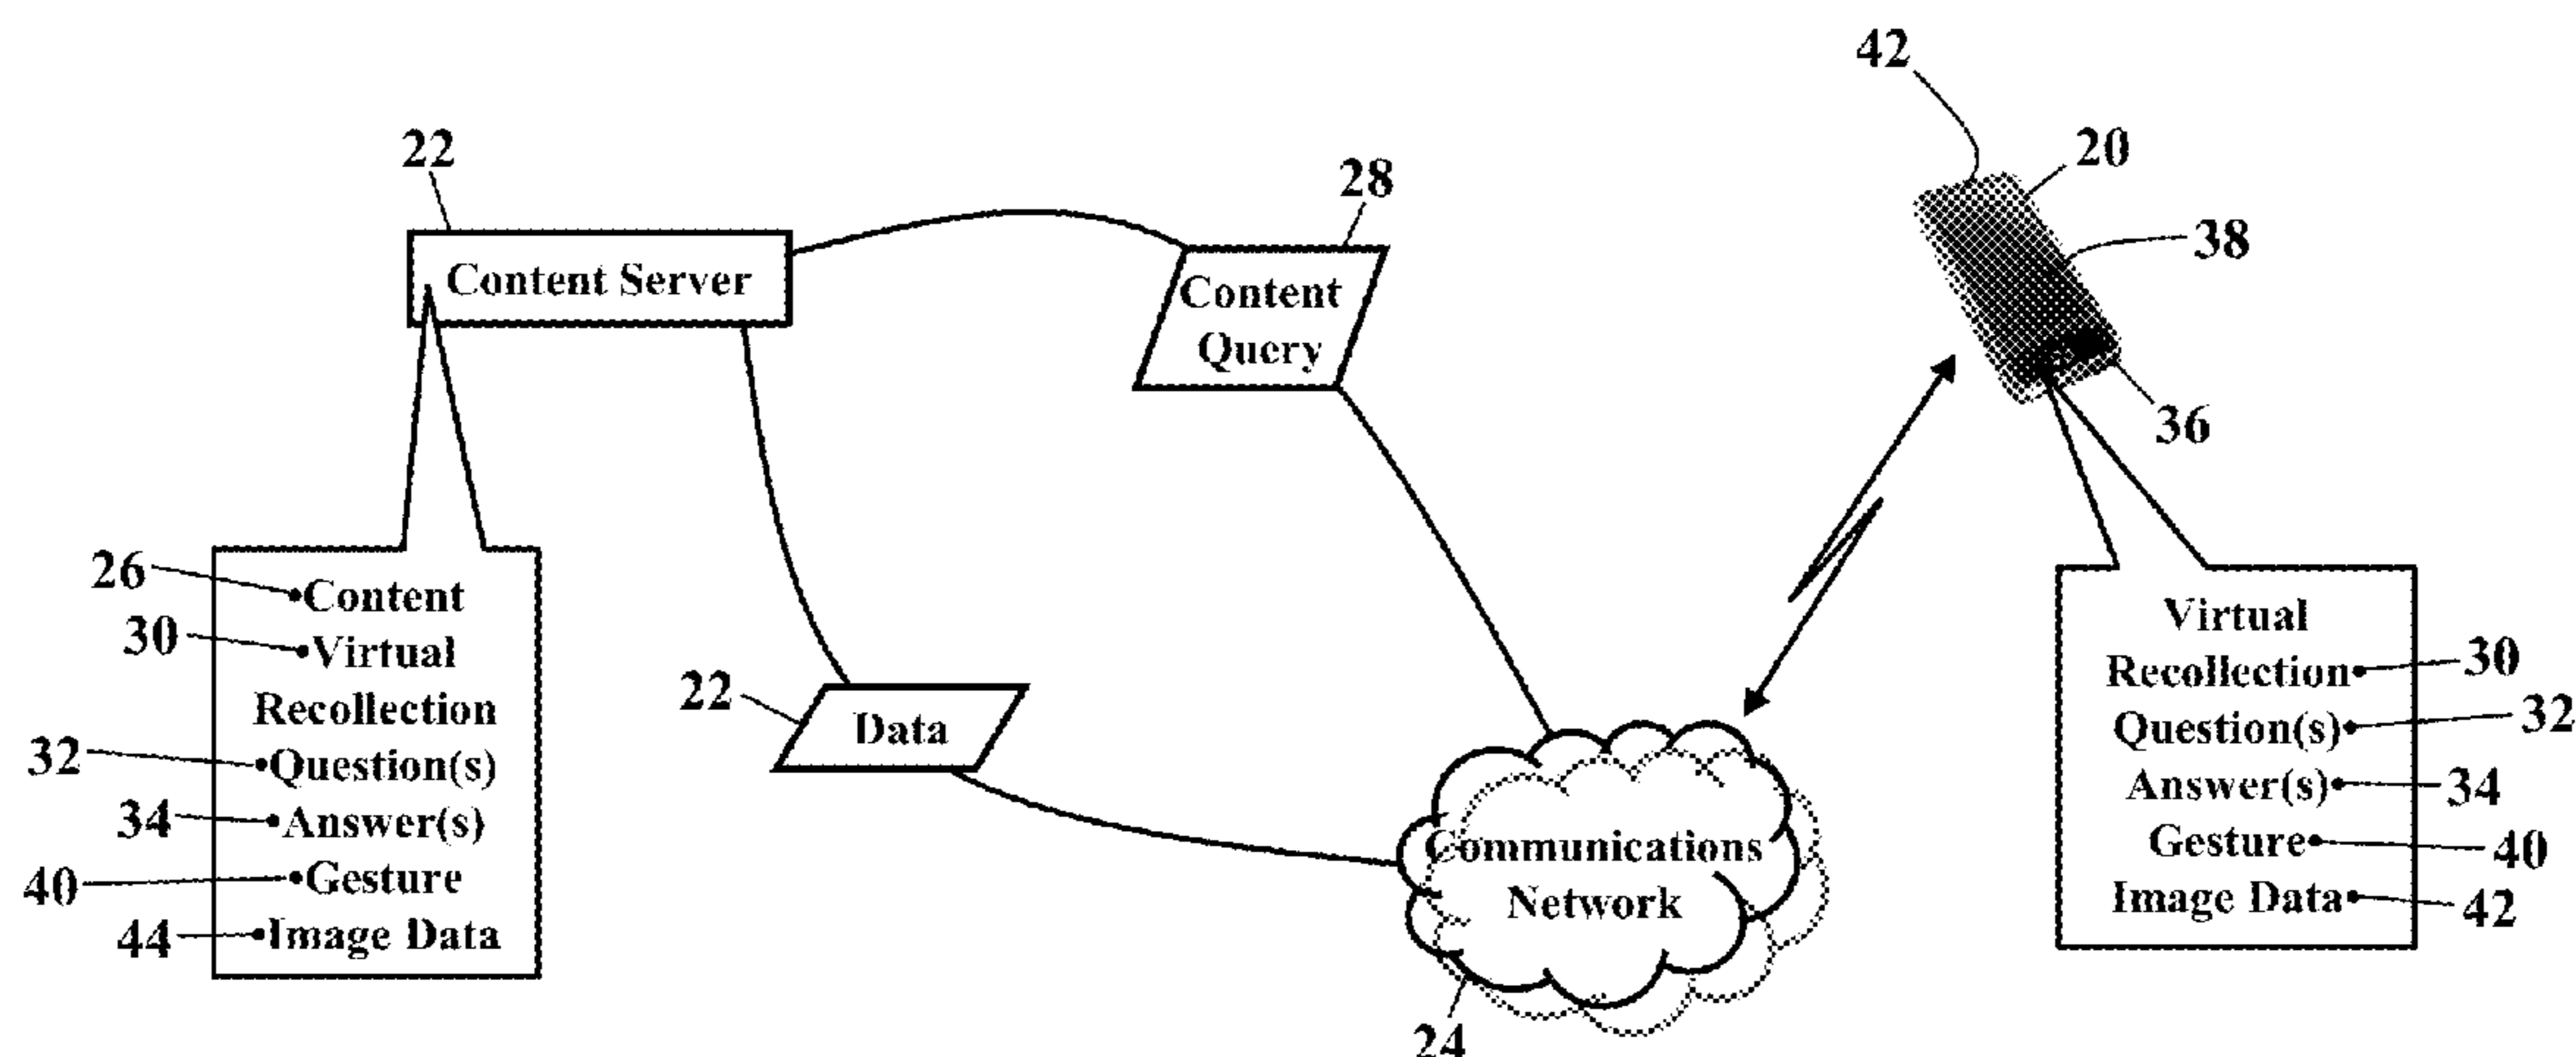 42
22
20
28
38
Content Server
Content
Query
36
26
•Content
30
•Virtual
Recollection
32
•Question(s)
34
•Answer(s)
40
•Gesture
44
•Image Data
22
Data
Communications
Network
24
Virtual
Recollection•
30
Question(s)•
32
Answer(s)•
34
Gesture•
40
Image Data•
42